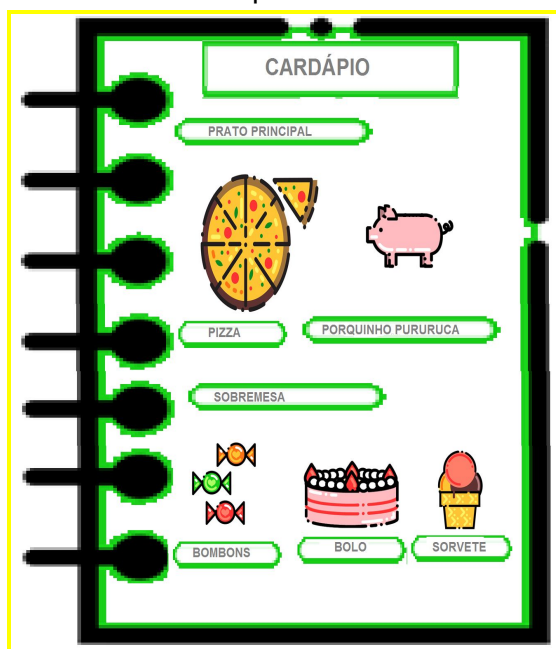 CARDÁPIO
PRATO PRINCIPAL
PIZZA
PORQUINHO PURURUCA
SOBREMESA
BOMBONS
BOLO
SORVETE